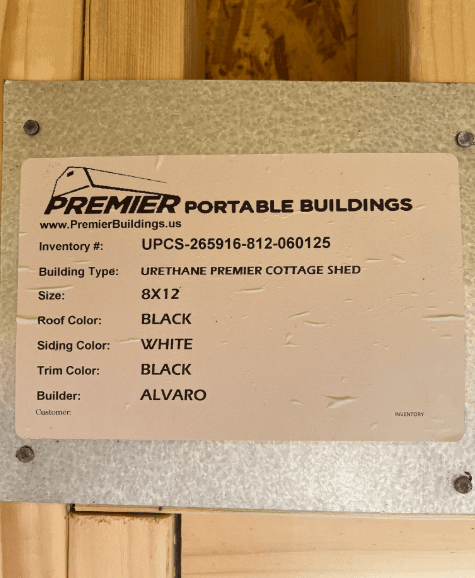 PREMIER PORTABLE BUILDINGS
www.PremierBuildings.us
Inventory #: UPCS-265916-812-060125
Building Type: URETHANE PREMIER COTTAGE SHED
Size: 8X12
Roof Color: BLACK
Siding Color: WHITE
Trim Color: BLACK
Builder: ALVARO
Customer: INVENTORY